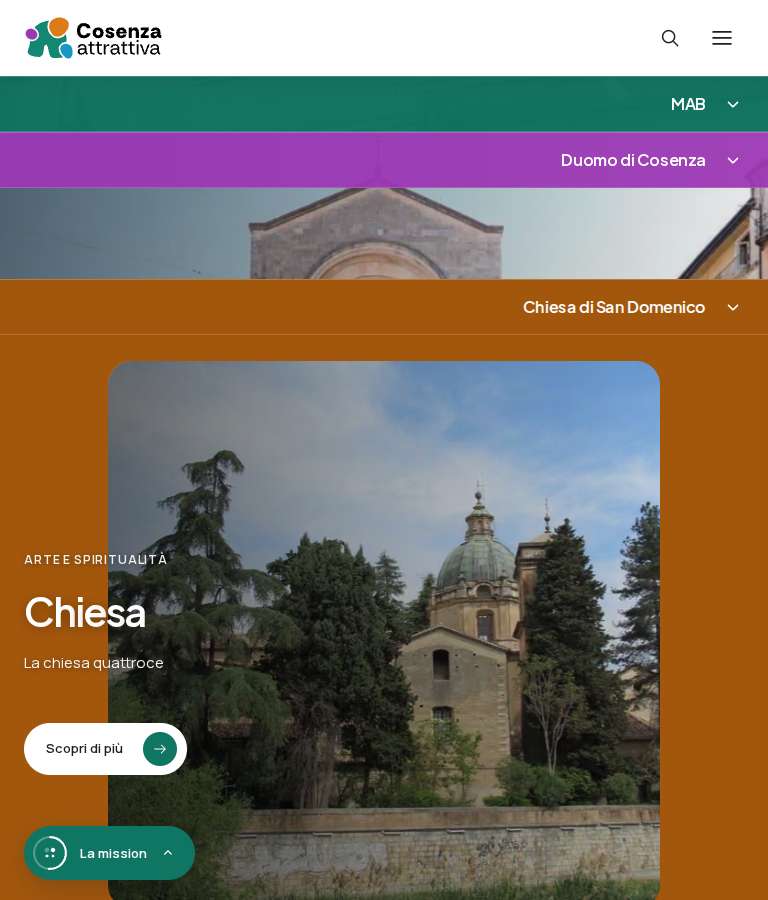 Cosenza
attrattiva
MAB
Duomo di Cosenza
Chiesa di San Domenico
ARTE E SPIRITUALITÀ
Chiesa
La chiesa quattroce
Scopri di più
La mission